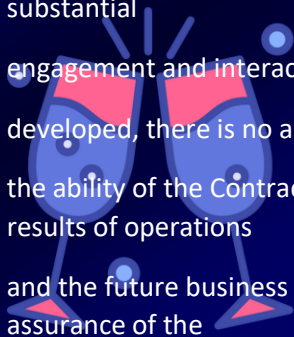 substantial
engagement and interac
developed, there is no a
the ability of the Contrac
results of operations
and the future business
assurance of the